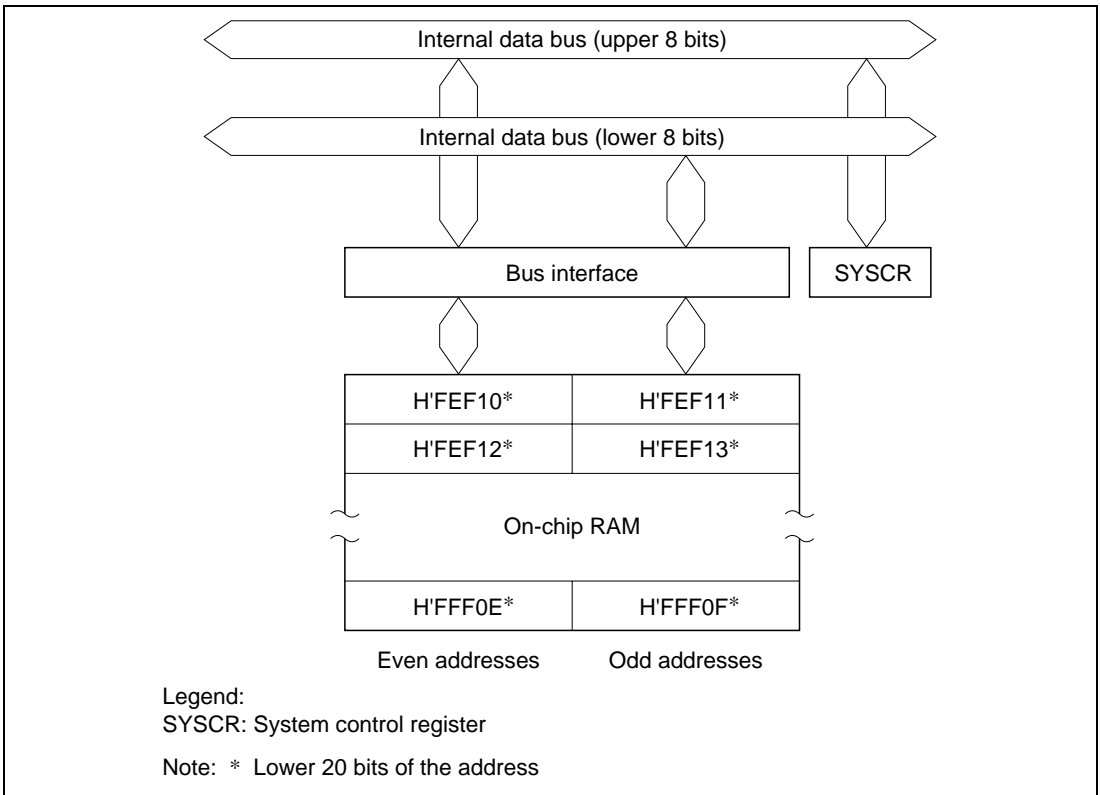 Internal data bus (upper 8 bits)
Internal data bus (lower 8 bits)
Bus interface
SYSCR
H'FEF10*
H'FEF11*
H'FEF12*
H'FEF13*
On-chip RAM
H'FFF0E*
H'FFF0F*
Even addresses
Odd addresses
Legend:
SYSCR: System control register
Note: * Lower 20 bits of the address